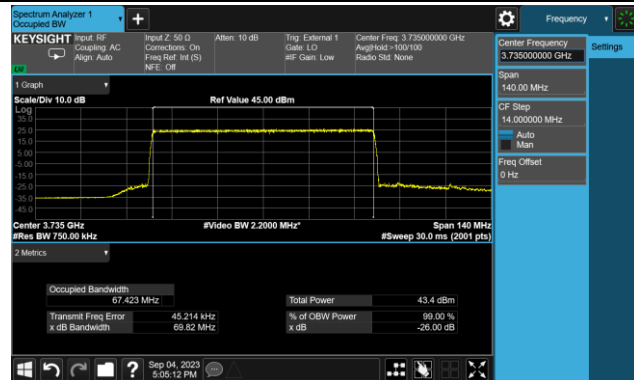 Spectrum Analyzer 1
Occupied BW
Frequency
KEYSIGHT
Input: RF
Coupling: AC
Align: Auto
Input Z: 50 Ω
Corrections: On
Freq Ref: Int (S)
NFE: Off
Atten: 10 dB
Trig: External 1
Gate: LO
#IF Gain: Low
Center Freq: 3.735000000 GHz
Avg|Hold:>100/100
Radio Std: None
1 Graph
Scale/Div 10.0 dB
Ref Value 45.00 dBm
Log
35.0
25.0
15.0
5.00
-5.00
-15.0
-25.0
-35.0
-45.0
Center 3.735 GHz
#Video BW 2.2000 MHz*
Span 140 MHz
#Res BW 750.00 kHz
#Sweep 30.0 ms (2001 pts)
2 Metrics
Occupied Bandwidth
67.423 MHz
Total Power 43.4 dBm
Transmit Freq Error 45.214 kHz
% of OBW Power 99.00 %
x dB Bandwidth 69.82 MHz
x dB -26.00 dB
Center Frequency
3.735000000 GHz
Settings
Span
140.00 MHz
CF Step
14.000000 MHz
Auto
Man
Freq Offset
0 Hz
?
Sep 04, 2023
5:05:12 PM